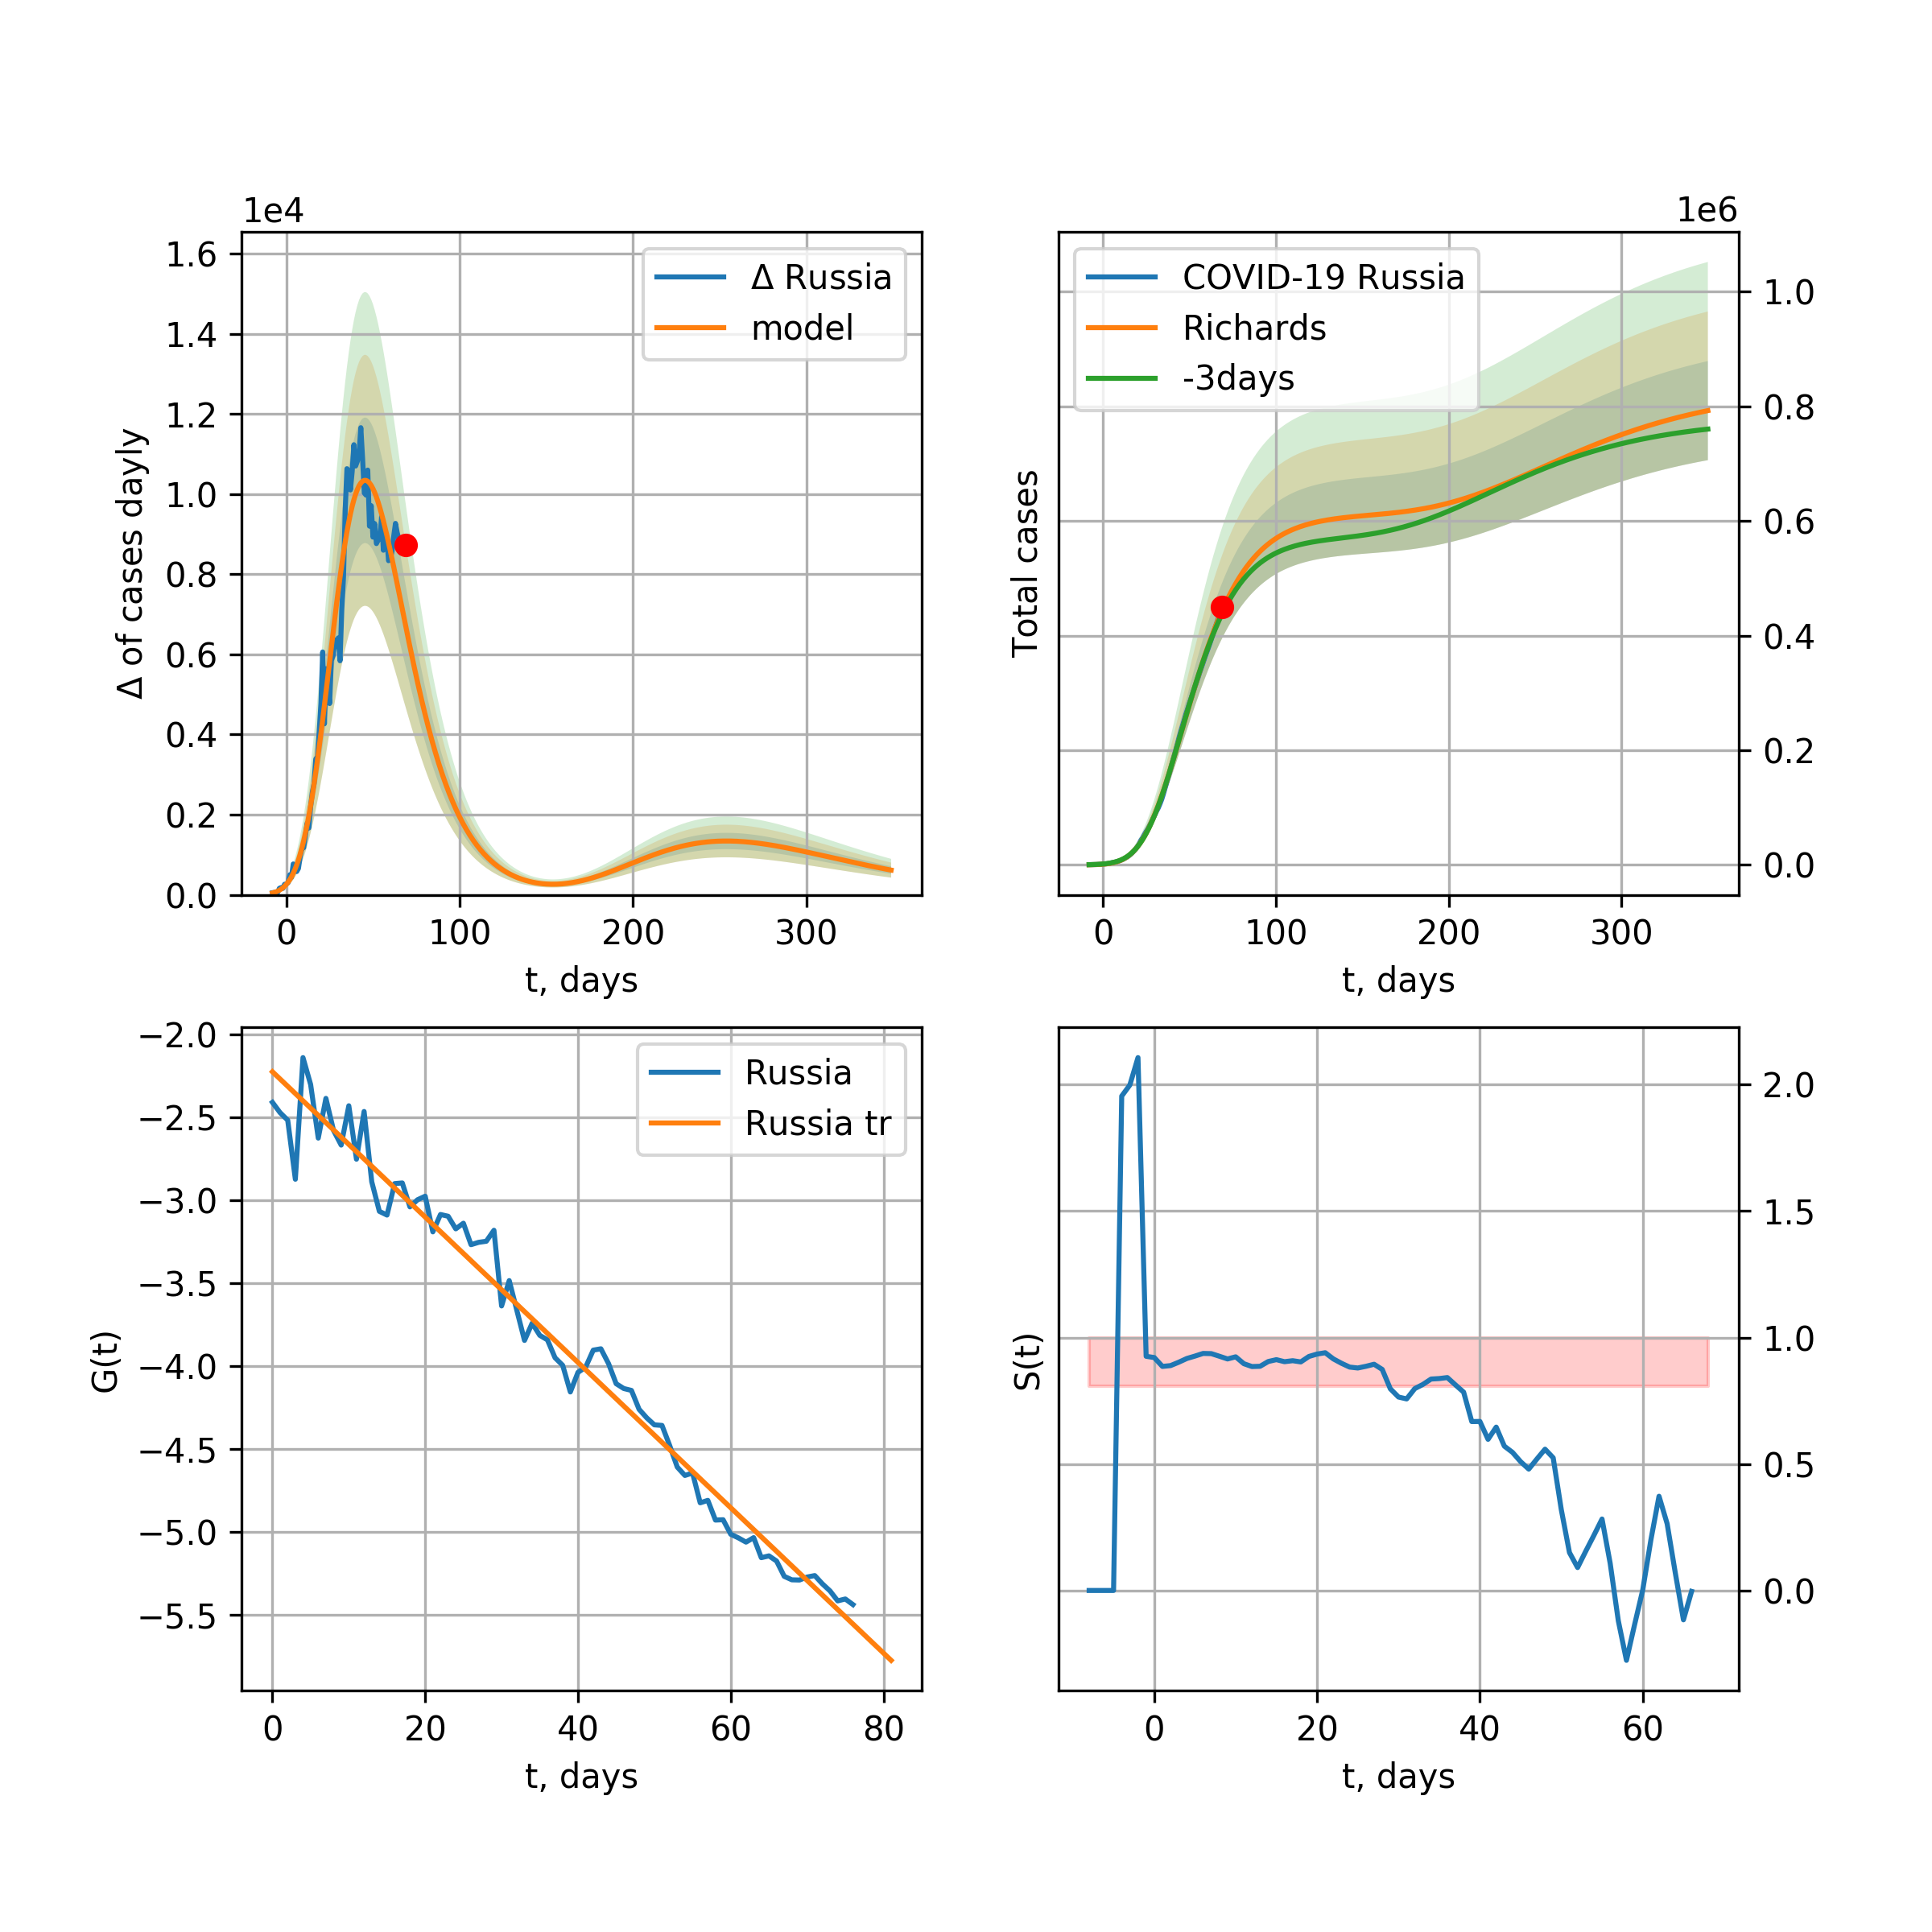 1e4
Δ of cases dayly
1.6
1.4
1.2
1.0
0.8
0.6
0.4
0.2
0.0
Δ Russia
model
0 100 200 300
t, days
1e6
Total cases
COVID-19 Russia
Richards
-3days
1.0
0.8
0.6
0.4
0.2
0.0
0 100 200 300
t, days
G(t)
−2.0
−2.5
−3.0
−3.5
−4.0
−4.5
−5.0
−5.5
Russia
Russia tr
0 20 40 60 80
t, days
S(t)
2.0
1.5
1.0
0.5
0.0
0 20 40 60
t, days